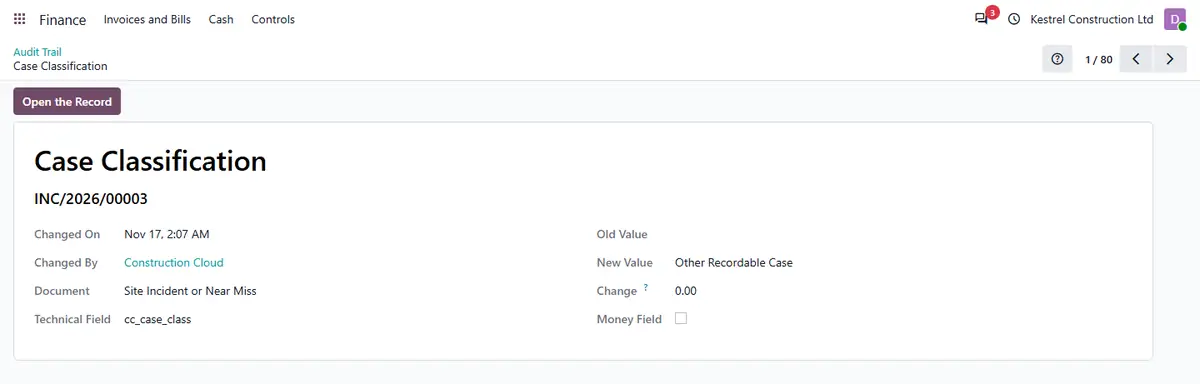 Finance Invoices and Bills Cash Controls 3 Kestrel Construction Ltd D
Audit Trail
Case Classification
1 / 80
Open the Record
Case Classification
INC/2026/00003
Changed On Nov 17, 2:07 AM
Changed By Construction Cloud
Document Site Incident or Near Miss
Technical Field cc_case_class
Old Value
New Value Other Recordable Case
Change ? 0.00
Money Field